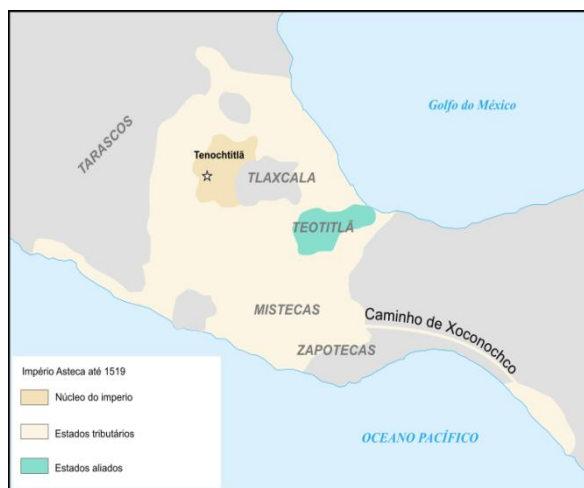 Golfo do México
TARASCOS
Tenochtitlã
TLAXCALA
TEOTITLÃ
MISTECAS
Caminho de Xoconochco
ZAPOTECAS
OCEANO PACÍFICO
Império Asteca até 1519
Núcleo do imperio
Estados tributários
Estados aliados